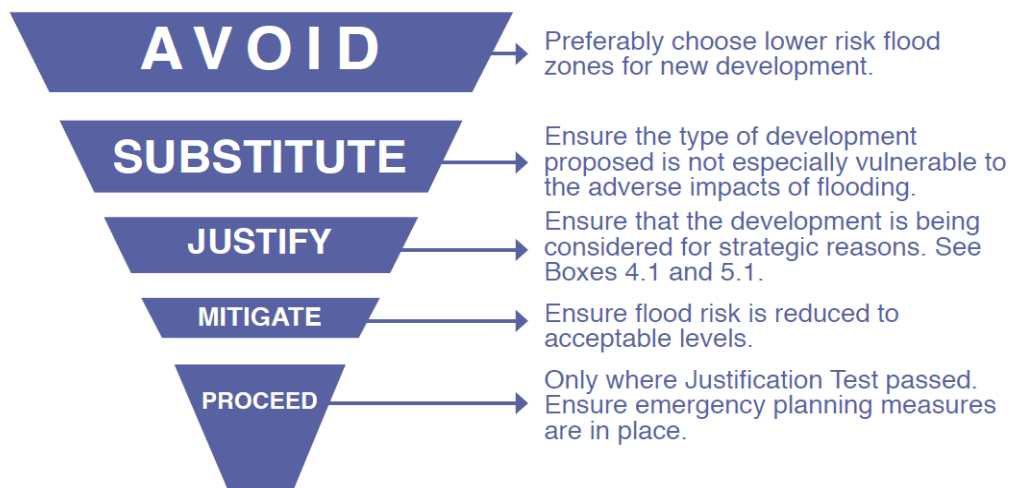 AVOID
Preferably choose lower risk flood
zones for new development.
SUBSTITUTE
Ensure the type of development
proposed is not especially vulnerable to
the adverse impacts of flooding.
JUSTIFY
Ensure that the development is being
considered for strategic reasons. See
Boxes 4.1 and 5.1.
MITIGATE
Ensure flood risk is reduced to
acceptable levels.
PROCEED
Only where Justification Test passed.
Ensure emergency planning measures
are in place.